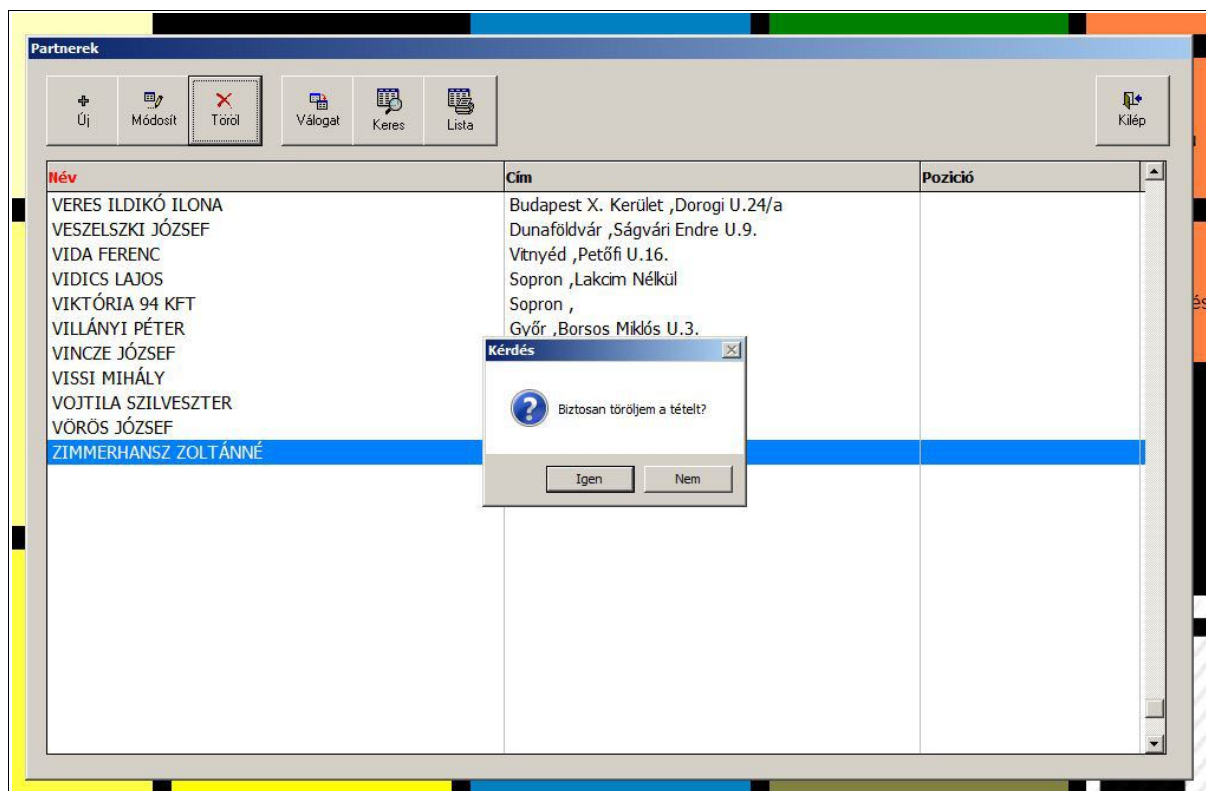 Partnerek
Új Módosít Töröl Válogat Keres Lista Kilép
Név Cím Pozició
VERES ILDIKÓ ILONA Budapest X. Kerület ,Dorogi U.24/a
VESZELSZKI JÓZSEF Dunaföldvár ,Ságvári Endre U.9.
VIDA FERENC Vitnyéd ,Petőfi U.16.
VIDICS LAJOS Sopron ,Lakcim Nélkül
VIKTÓRIA 94 KFT Sopron ,
VILLÁNYI PÉTER Győr ,Borsos Miklós U.3.
VINCZE JÓZSEF
VISSI MIHÁLY
VOJTILA SZILVESZTER
VÖRÖS JÓZSEF
ZIMMERHANSZ ZOLTÁNNÉ
Kérdés
Biztosan töröljem a tételt?
Igen Nem
és